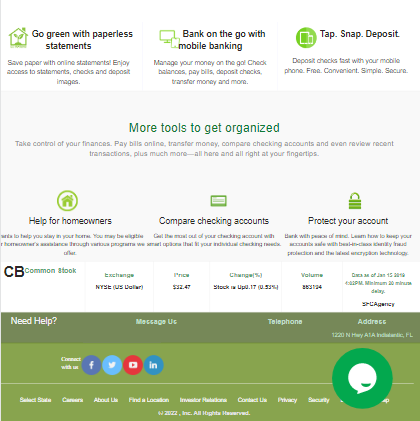 Go green with paperless
statements
Save paper with online statements! Enjoy
access to statements, checks and deposit
images.
Bank on the go with
mobile banking
Manage your money on the go! Check
balances, pay bills, deposit checks,
transfer money and more.
Tap. Snap. Deposit.
Deposit checks fast with your mobile
phone. Free. Convenient. Simple. Secure.
More tools to get organized
Take control of your finances. Pay bills online, transfer money, compare checking accounts and even review recent
transactions, plus much more—all here and all right at your fingertips.
Help for homeowners
ants to help you stay in your home. You may be eligible
r homeowner's assistance through various programs we
offer.
Compare checking accounts
Get the most out of your checking account with
smart options that fit your individual checking needs.
Protect your account
Bank with peace of mind. Learn how to keep your
accounts safe with best-in-class identity fraud
protection and the latest encryption technology.
CB Common Stock
Exchange
NYSE (US Dollar)
Price
$32.47
Change(%)
Stock is Up0.17 (0.53%)
Volume
863194
Data as of Jan 15 2019
4:02PM. Minimum 20 minute
delay.
SFCAgency
Need Help?
Message Us
Telephone
Address
1220 N Hwy A1A Indialantic, FL
Connect
with us
Select State Careers About Us Find a Location Investor Relations Contact Us Privacy Security
© 2022 , Inc. All Rights Reserved.